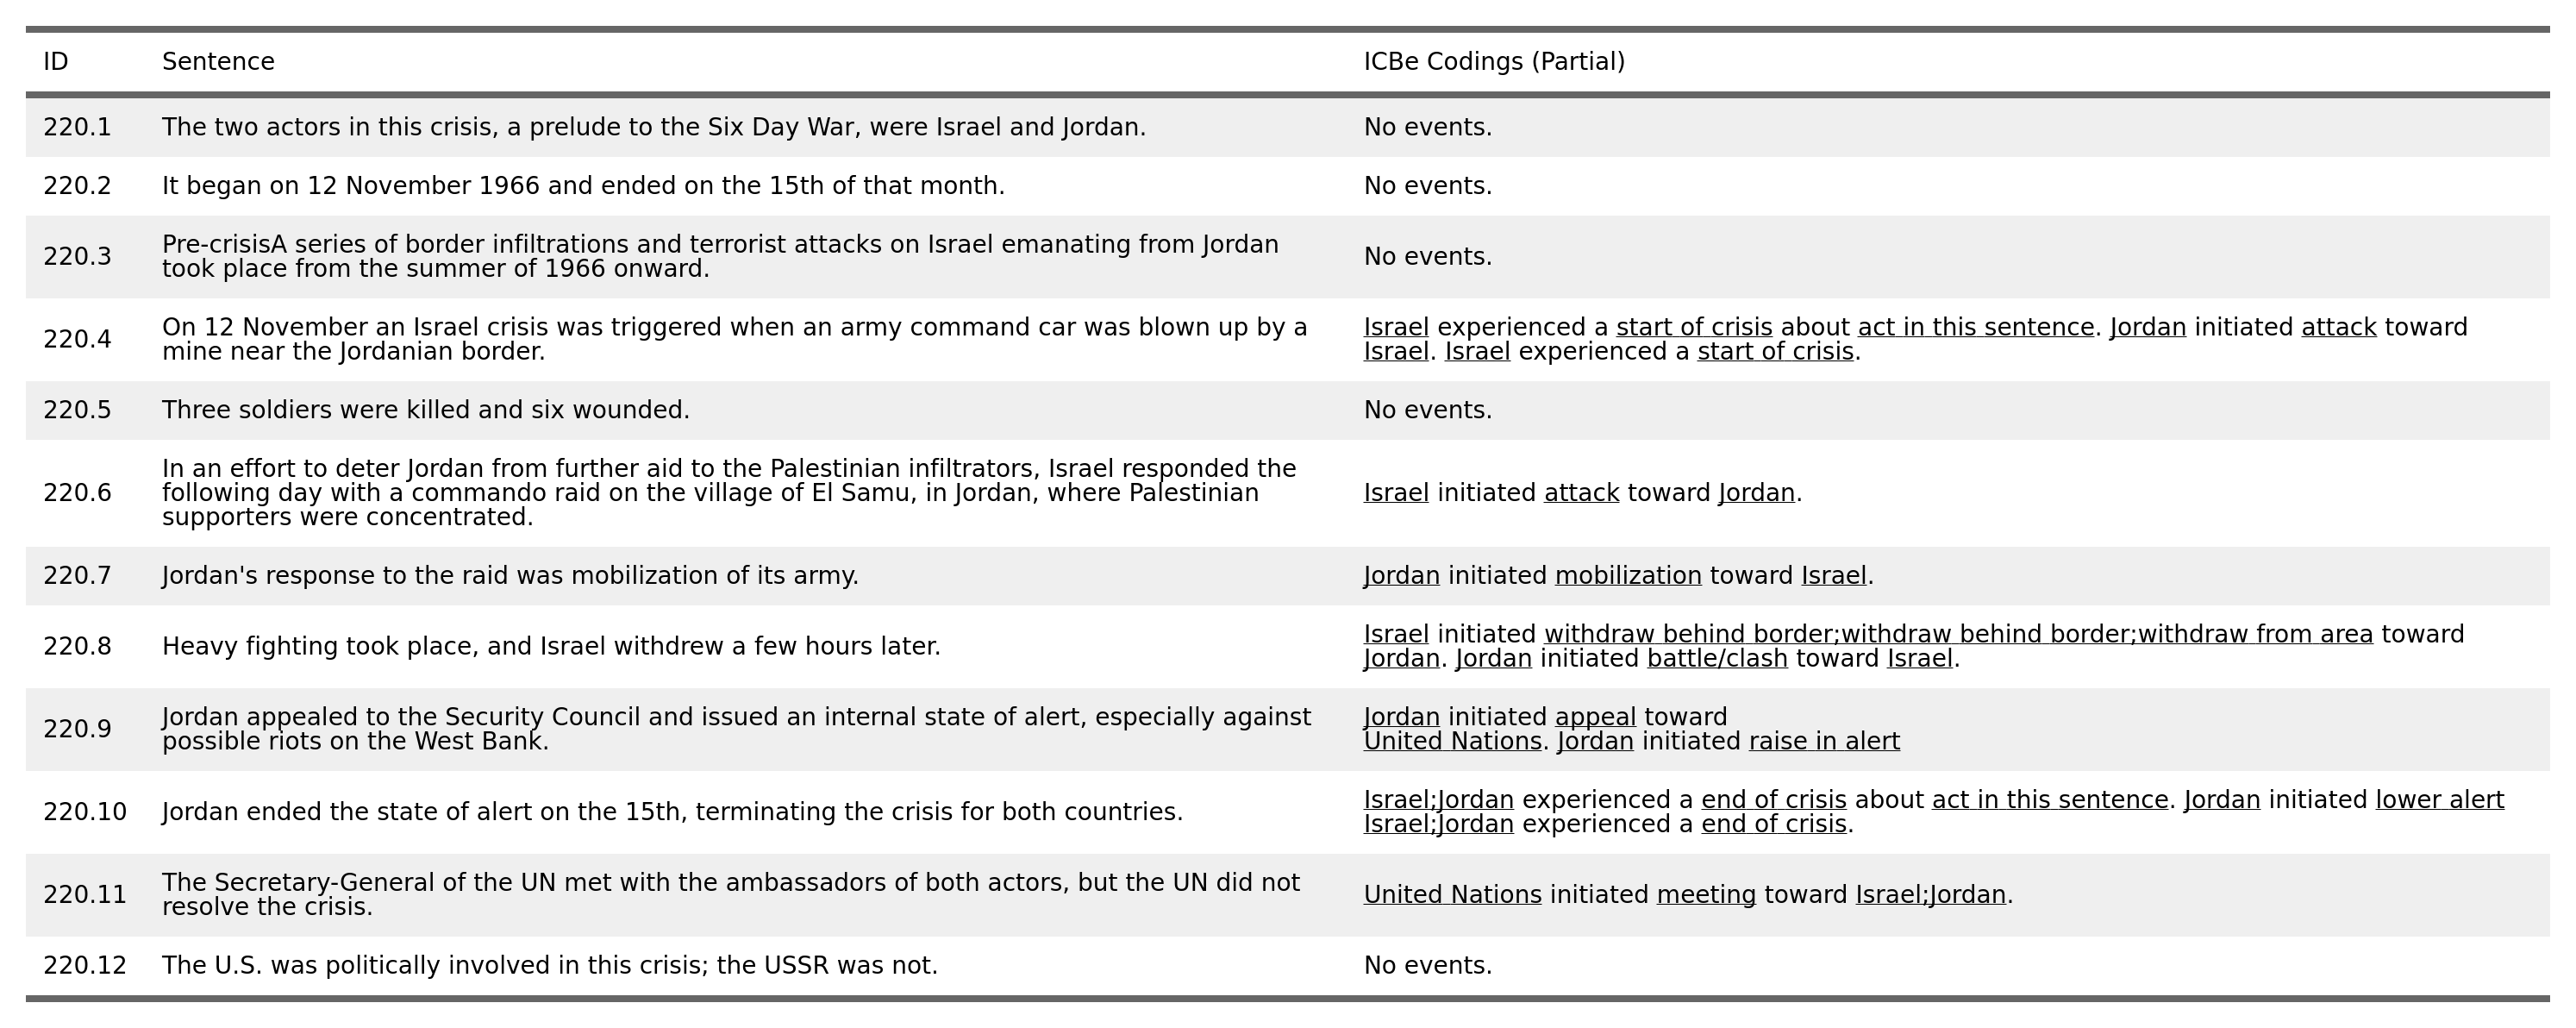 ID Sentence ICBe Codings (Partial)
220.1 The two actors in this crisis, a prelude to the Six Day War, were Israel and Jordan. No events.
220.2 It began on 12 November 1966 and ended on the 15th of that month. No events.
220.3 Pre-crisisA series of border infiltrations and terrorist attacks on Israel emanating from Jordan
took place from the summer of 1966 onward. No events.
220.4 On 12 November an Israel crisis was triggered when an army command car was blown up by a
mine near the Jordanian border. Israel experienced a start of crisis about act in this sentence. Jordan initiated attack toward
Israel. Israel experienced a start of crisis.
220.5 Three soldiers were killed and six wounded. No events.
220.6 In an effort to deter Jordan from further aid to the Palestinian infiltrators, Israel responded the
following day with a commando raid on the village of El Samu, in Jordan, where Palestinian
supporters were concentrated. Israel initiated attack toward Jordan.
220.7 Jordan's response to the raid was mobilization of its army. Jordan initiated mobilization toward Israel.
220.8 Heavy fighting took place, and Israel withdrew a few hours later. Israel initiated withdraw behind border;withdraw behind border;withdraw from area toward
Jordan. Jordan initiated battle/clash toward Israel.
220.9 Jordan appealed to the Security Council and issued an internal state of alert, especially against
possible riots on the West Bank. Jordan initiated appeal toward
United Nations. Jordan initiated raise in alert
220.10 Jordan ended the state of alert on the 15th, terminating the crisis for both countries. Israel;Jordan experienced a end of crisis about act in this sentence. Jordan initiated lower alert
Israel;Jordan experienced a end of crisis.
220.11 The Secretary-General of the UN met with the ambassadors of both actors, but the UN did not
resolve the crisis. United Nations initiated meeting toward Israel;Jordan.
220.12 The U.S. was politically involved in this crisis; the USSR was not. No events.